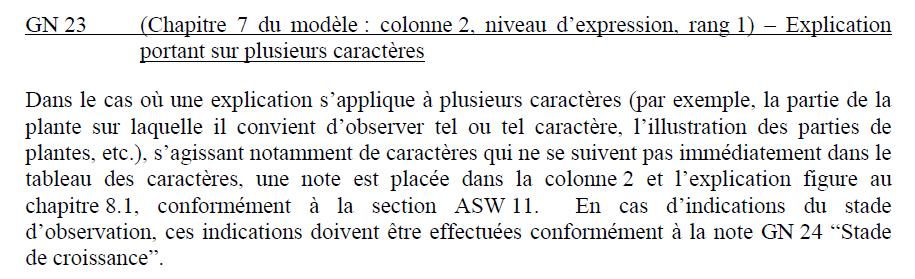 GN 23 (Chapitre 7 du modèle : colonne 2, niveau d’expression, rang 1) – Explication
portant sur plusieurs caractères
Dans le cas où une explication s’applique à plusieurs caractères (par exemple, la partie de la
plante sur laquelle il convient d’observer tel ou tel caractère, l’illustration des parties de
plantes, etc.), s’agissant notamment de caractères qui ne se suivent pas immédiatement dans le
tableau des caractères, une note est placée dans la colonne 2 et l’explication figure au
chapitre 8.1, conformément à la section ASW 11. En cas d’indications du stade
d’observation, ces indications doivent être effectuées conformément à la note GN 24 “Stade
de croissance”.